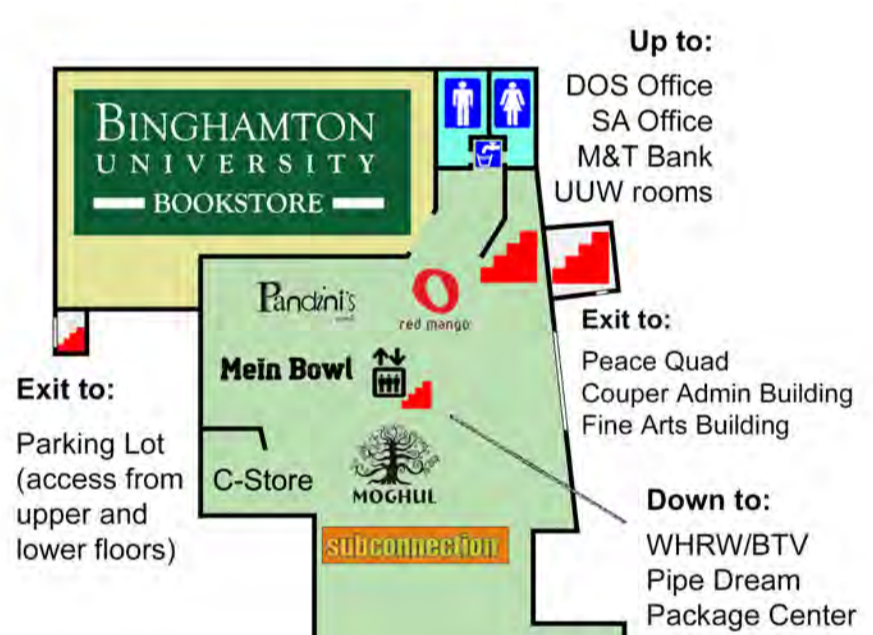 Up to:
DOS Office
SA Office
M&T Bank
UUW rooms
BINGHAMTON
UNIVERSITY
BOOKSTORE
Pandini's
red mango
Mein Bowl
Exit to:
Peace Quad
Couper Admin Building
Fine Arts Building
Exit to:
Parking Lot
(access from
upper and
lower floors)
C-Store
MOGHUL
subconnection
Down to:
WHRW/BTV
Pipe Dream
Package Center